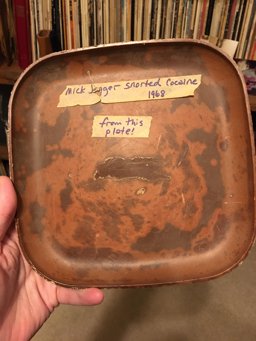 Mick Jagger snorted Cocaine
1968
from this
plate!